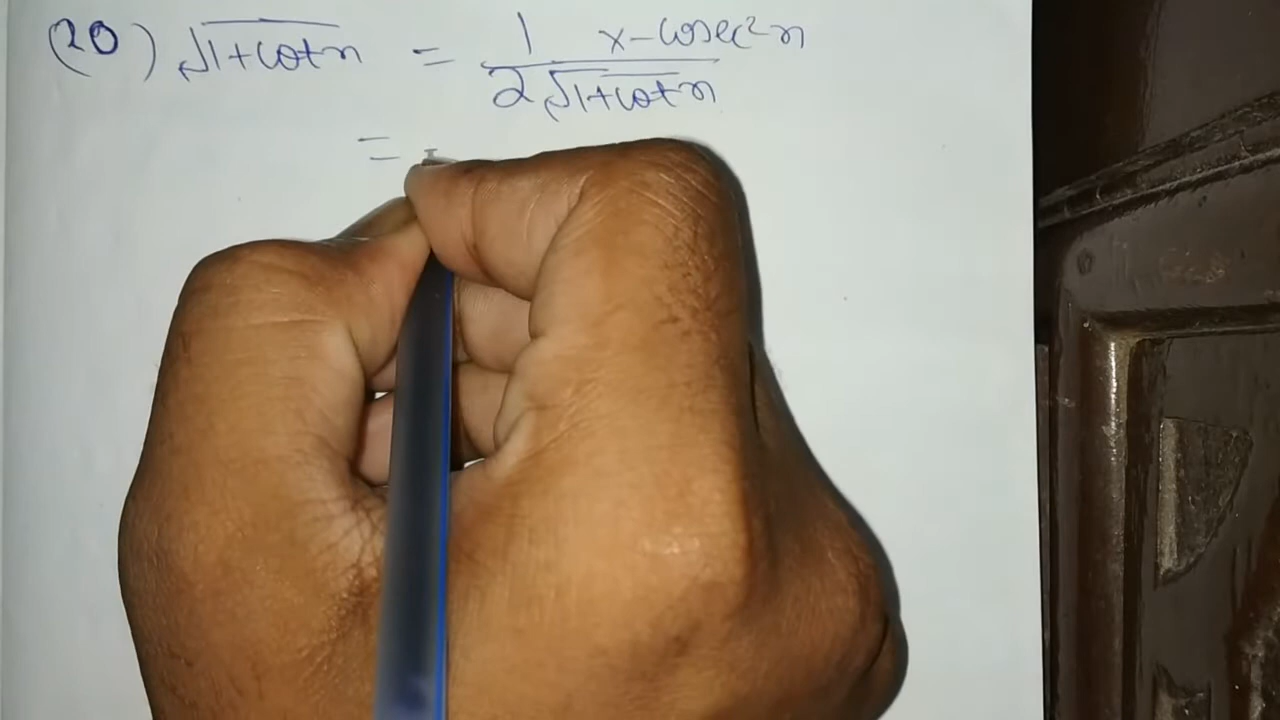 (20) √1+cotx = 1/2√1+cotx x-cosec²x
=